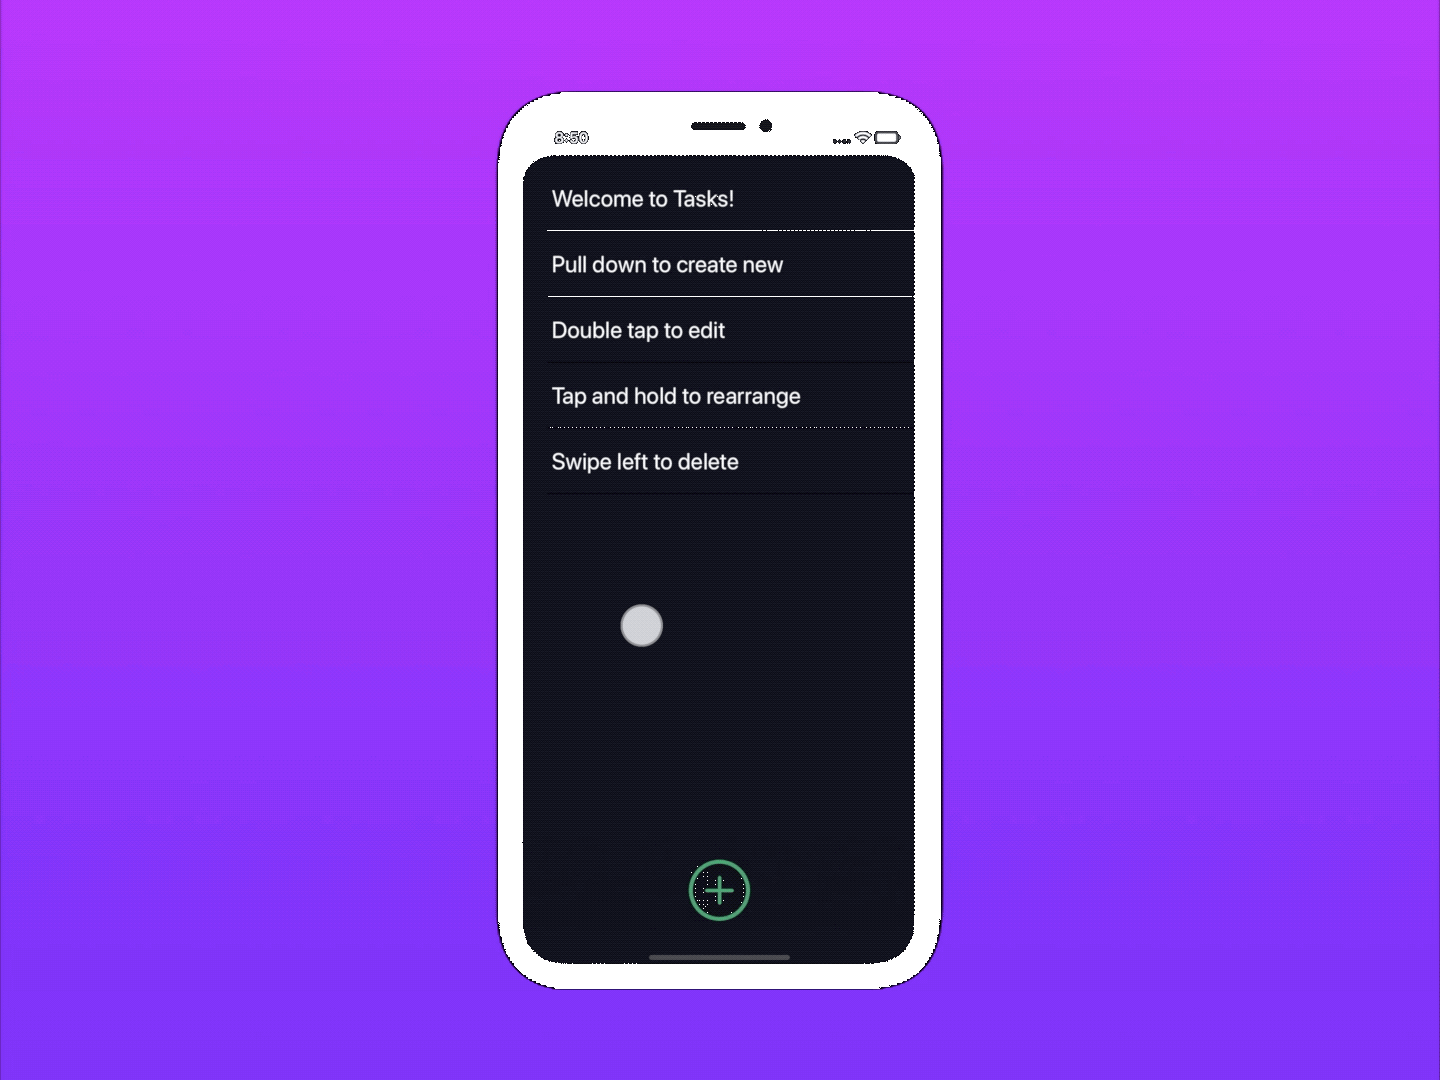 8:50
Welcome to Tasks!
Pull down to create new
Double tap to edit
Tap and hold to rearrange
Swipe left to delete